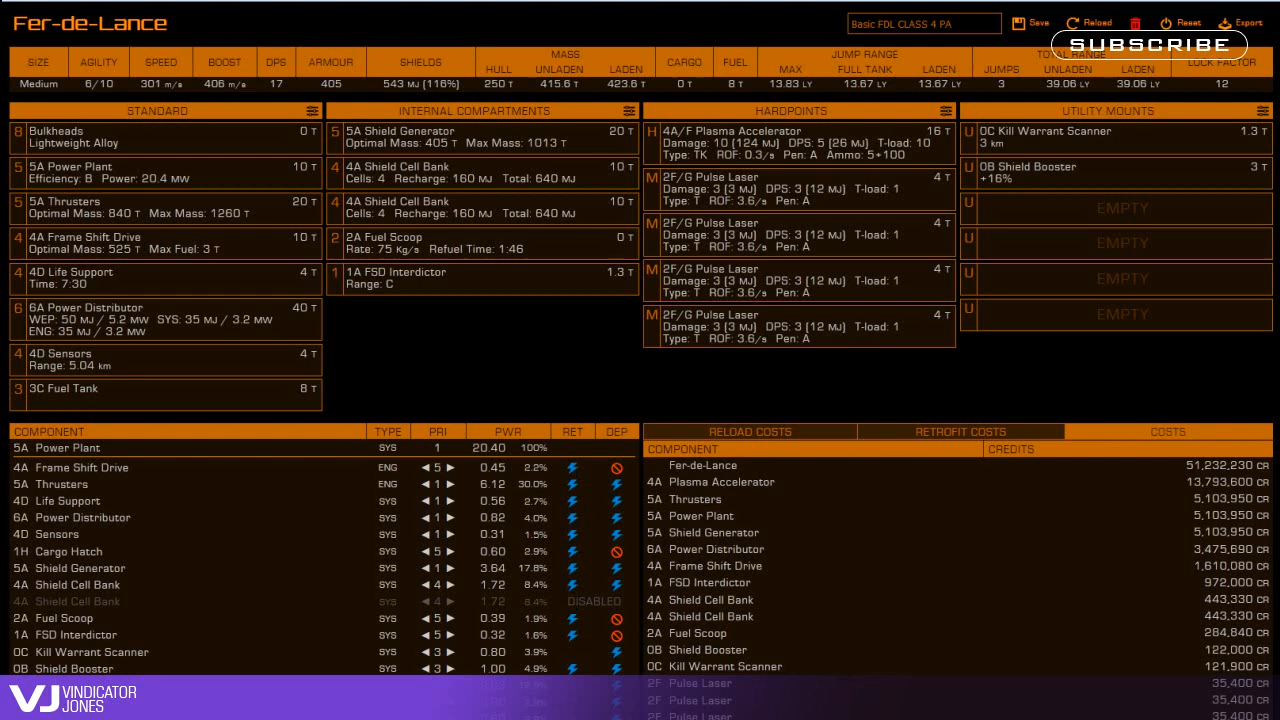 Fer-de-Lance
Basic FDL CLASS 4 PA
Save Reload Reset Export
SUBSCRIBE
SIZE AGILITY SPEED BOOST DPS ARMOUR SHIELDS MASS CARGO FUEL JUMP RANGE TOTAL RANGE LOCK FACTOR
HULL UNLADEN LADEN MAX FULL TANK LADEN JUMPS UNLADEN LADEN
Medium 6/10 301 m/s 406 m/s 17 405 543 MJ (116%) 250 T 415.6 T 423.6 T 0 T 8 T 13.83 LY 13.67 LY 13.67 LY 3 39.06 LY 39.06 LY 12
STANDARD
8 Bulkheads 0 T
Lightweight Alloy
5 5A Power Plant 10 T
Efficiency: B Power: 20.4 MW
5 5A Thrusters 20 T
Optimal Mass: 840 T Max Mass: 1260 T
4 4A Frame Shift Drive 10 T
Optimal Mass: 525 T Max Fuel: 3 T
4 4D Life Support 4 T
Time: 7:30
6 6A Power Distributor 40 T
WEP: 50 MJ / 5.2 MW SYS: 35 MJ / 3.2 MW
ENG: 35 MJ / 3.2 MW
4 4D Sensors 4 T
Range: 5.04 km
3 3C Fuel Tank 8 T
INTERNAL COMPARTMENTS
5 5A Shield Generator 20 T
Optimal Mass: 405 T Max Mass: 1013 T
4 4A Shield Cell Bank 10 T
Cells: 4 Recharge: 160 MJ Total: 640 MJ
4 4A Shield Cell Bank 10 T
Cells: 4 Recharge: 160 MJ Total: 640 MJ
2 2A Fuel Scoop 0 T
Rate: 75 Kg/s Refuel Time: 1:46
1 1A FSD Interdictor 1.3 T
Range: C
HARDPOINTS
H 4A/F Plasma Accelerator 16 T
Damage: 10 [124 MJ] DPS: 5 [26 MJ] T-load: 10
Type: TK ROF: 0.3/s Pen: A Ammo: 5+100
M 2F/G Pulse Laser 4 T
Damage: 3 [3 MJ] DPS: 3 [12 MJ] T-load: 1
Type: T ROF: 3.6/s Pen: A
M 2F/G Pulse Laser 4 T
Damage: 3 [3 MJ] DPS: 3 [12 MJ] T-load: 1
Type: T ROF: 3.6/s Pen: A
M 2F/G Pulse Laser 4 T
Damage: 3 [3 MJ] DPS: 3 [12 MJ] T-load: 1
Type: T ROF: 3.6/s Pen: A
M 2F/G Pulse Laser 4 T
Damage: 3 [3 MJ] DPS: 3 [12 MJ] T-load: 1
Type: T ROF: 3.6/s Pen: A
UTILITY MOUNTS
U 0C Kill Warrant Scanner 1.3 T
3 km
U 0B Shield Booster 3 T
+16%
U EMPTY
U EMPTY
U EMPTY
U EMPTY
COMPONENT TYPE PRI PWR RET DEP
5A Power Plant SYS 1 20.40 100%
4A Frame Shift Drive ENG 5 0.45 2.2%
5A Thrusters ENG 1 6.12 30.0%
4D Life Support SYS 1 0.56 2.7%
6A Power Distributor SYS 1 0.82 4.0%
4D Sensors SYS 1 0.31 1.5%
1H Cargo Hatch SYS 5 0.60 2.9%
5A Shield Generator SYS 1 3.64 17.8%
4A Shield Cell Bank SYS 4 1.72 8.4%
4A Shield Cell Bank SYS 4 1.72 8.4% DISABLED
2A Fuel Scoop SYS 5 0.39 1.9%
1A FSD Interdictor SYS 5 0.32 1.6%
0C Kill Warrant Scanner SYS 3 0.80 3.9%
0B Shield Booster SYS 3 1.00 4.9%
RELOAD COSTS RETROFIT COSTS COSTS
COMPONENT CREDITS
Fer-de-Lance 51,232,230 CR
4A Plasma Accelerator 13,793,600 CR
5A Thrusters 5,103,950 CR
5A Power Plant 5,103,950 CR
5A Shield Generator 5,103,950 CR
6A Power Distributor 3,475,690 CR
4A Frame Shift Drive 1,610,080 CR
1A FSD Interdictor 972,000 CR
4A Shield Cell Bank 443,330 CR
4A Shield Cell Bank 443,330 CR
2A Fuel Scoop 284,840 CR
0B Shield Booster 122,000 CR
0C Kill Warrant Scanner 121,900 CR
2F Pulse Laser 35,400 CR
2F Pulse Laser 35,400 CR
2F Pulse Laser 35,400 CR
VJ VINDICATOR
JONES